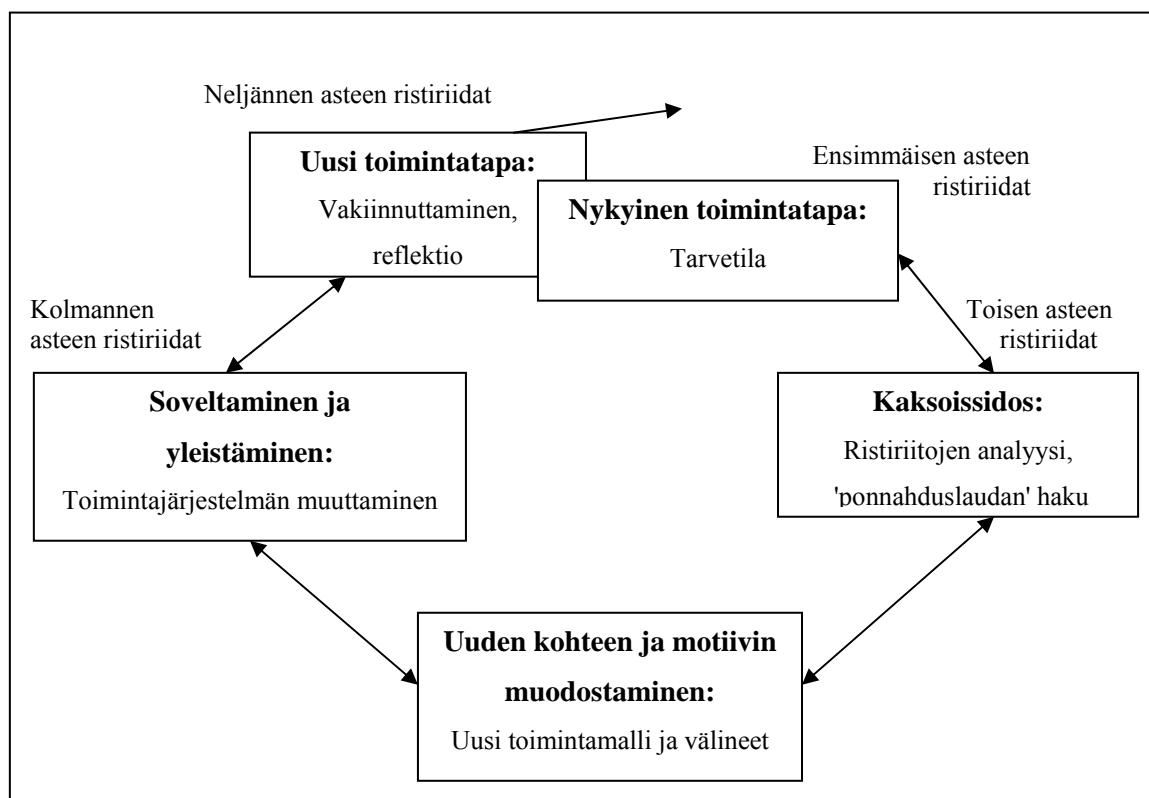 Neljännen asteen ristiriidat
Uusi toimintatapa:
Vakiinnuttaminen,
reflektio
Ensimmäisen asteen
ristiriidat
Nykyinen toimintatapa:
Tarvetila
Kolmannen
asteen ristiriidat
Toisen asteen
ristiriidat
Soveltaminen ja
yleistäminen:
Toimintajärjestelmän muuttaminen
Kaksoissidos:
Ristiriitojen analyysi,
'ponnahduslaudan' haku
Uuden kohteen ja motiivin
muodostaminen:
Uusi toimintamalli ja välineet